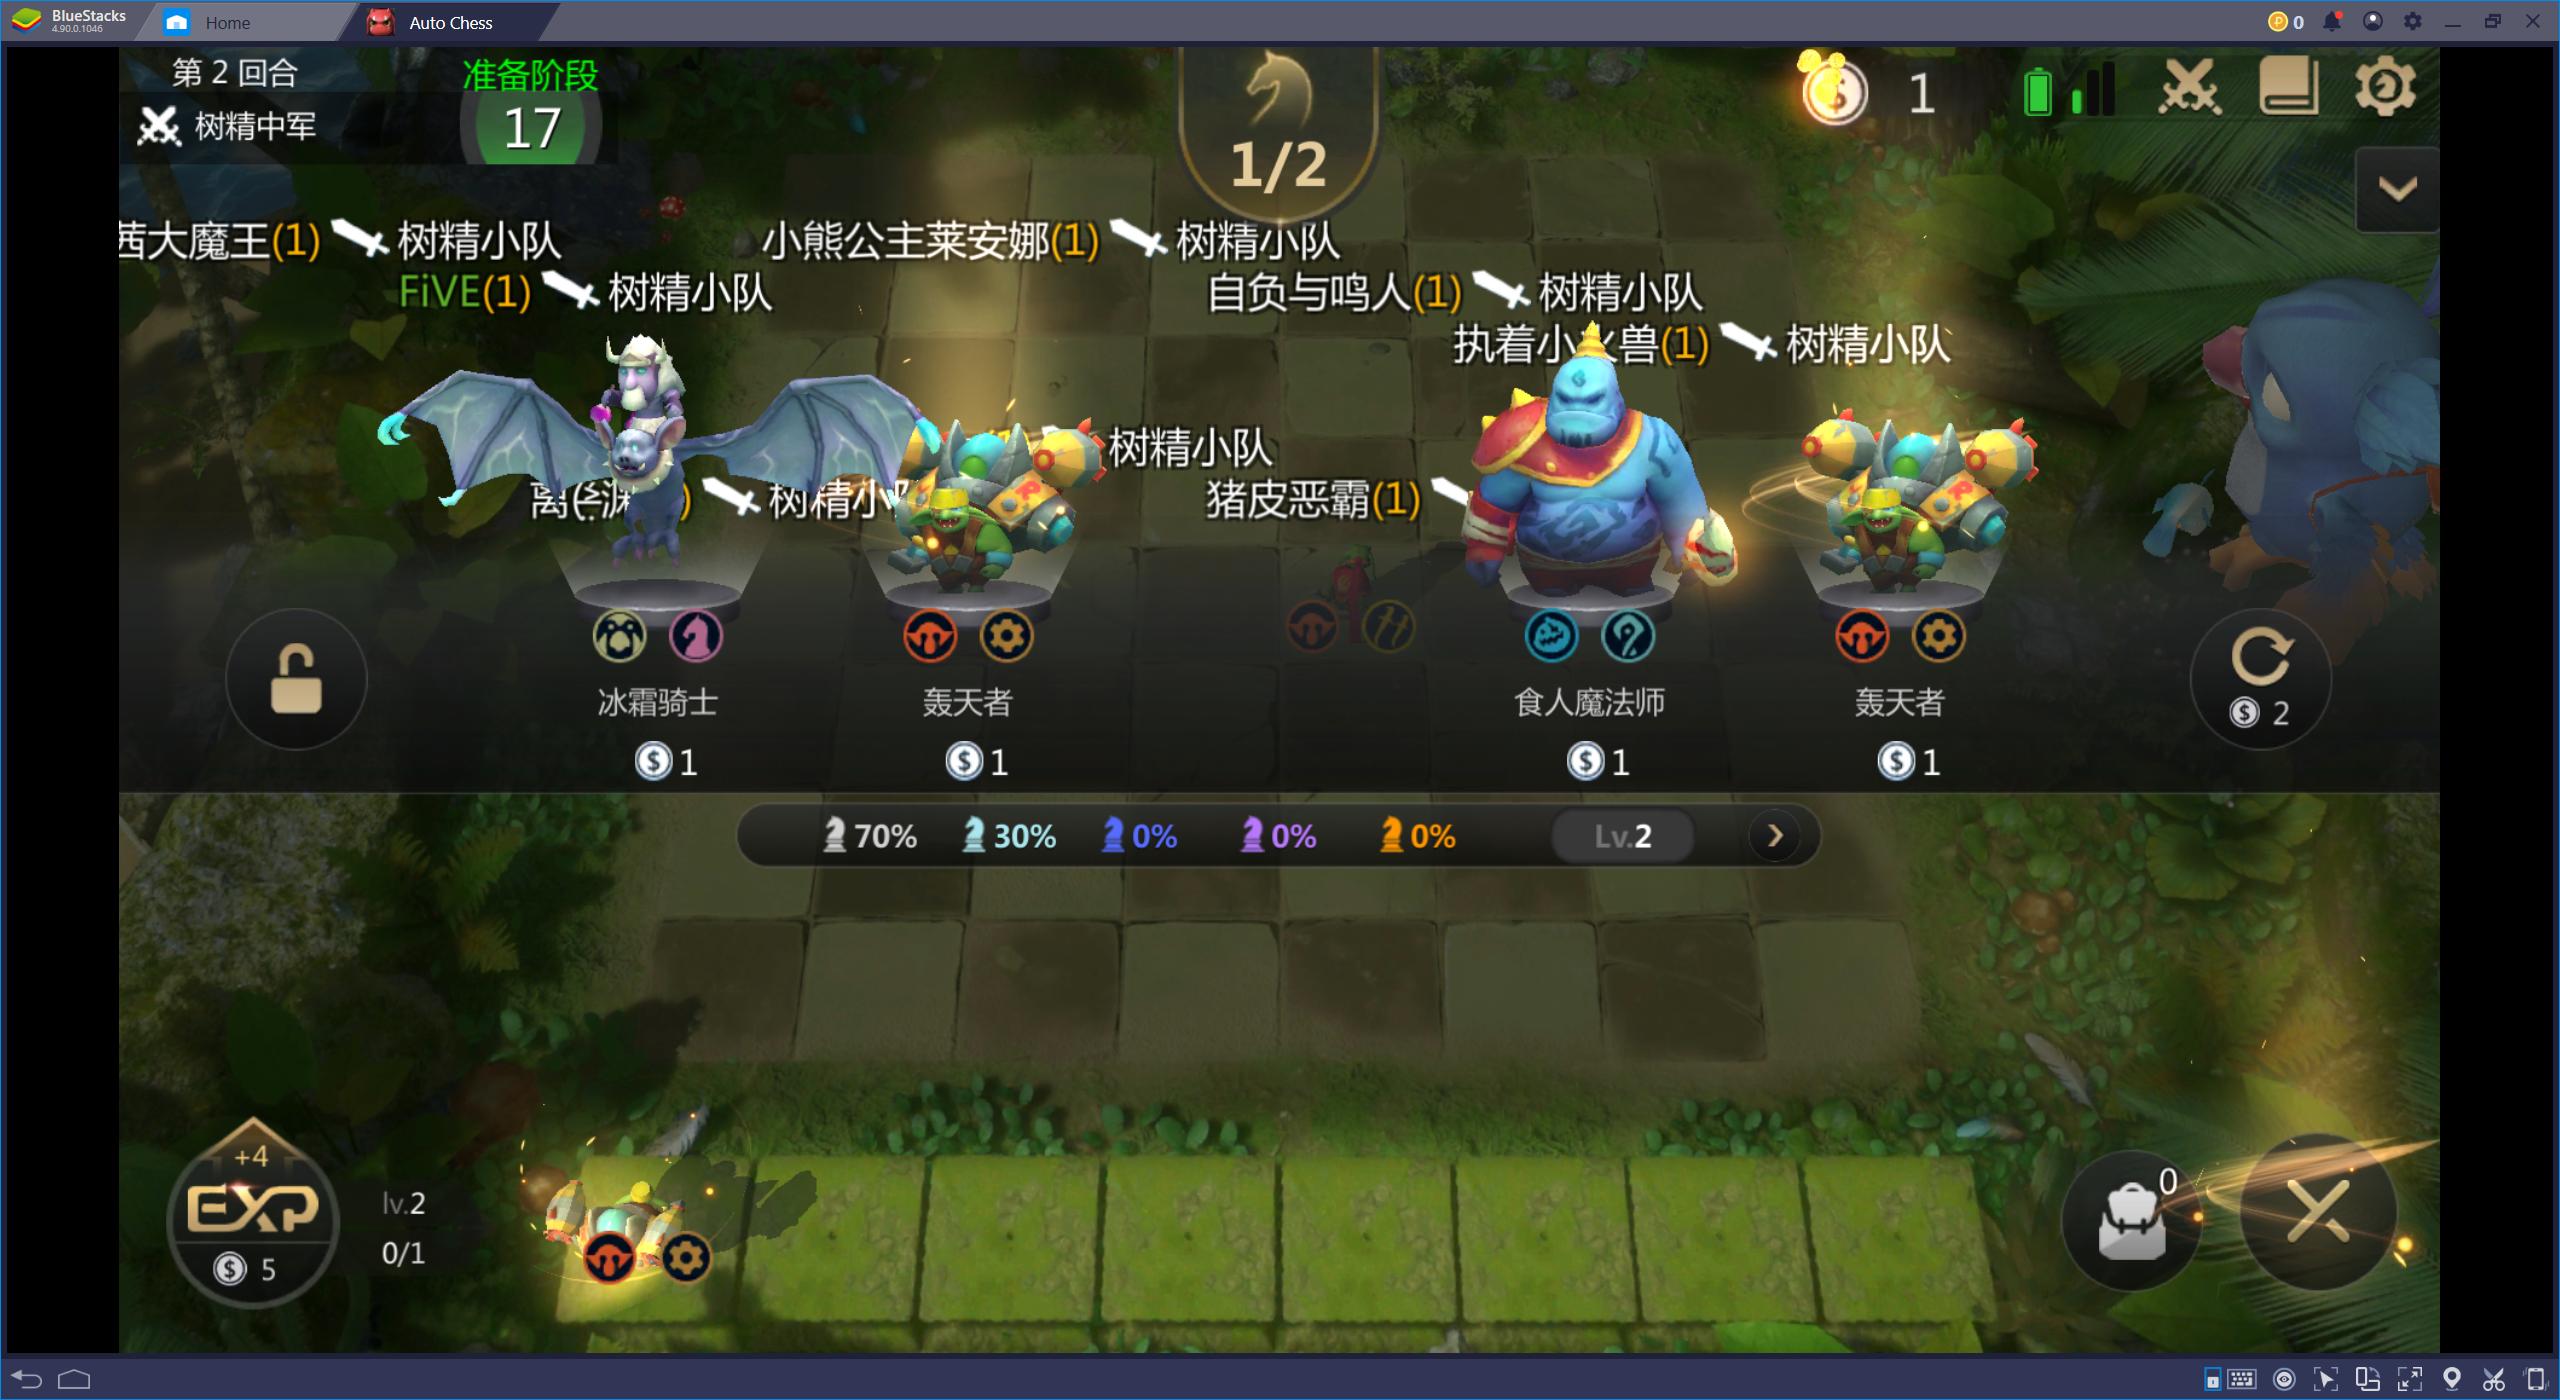 BlueStacks
4.90.0.1046
Home
Auto Chess
0
第 2 回合
准备阶段
树精中军
17
1/2
1
茜大魔王(1) 树精小队
小熊公主莱安娜(1) 树精小队
FiVE(1) 树精小队
自负与鸣人(1) 树精小队
执着小火兽(1) 树精小队
树精小队
树精小队
猪皮恶霸(1)
冰霜骑士
轰天者
食人魔法师
轰天者
1
1
1
1
2
70%
30%
0%
0%
0%
Lv.2
+4
EXP
5
lv.2
0/1
0